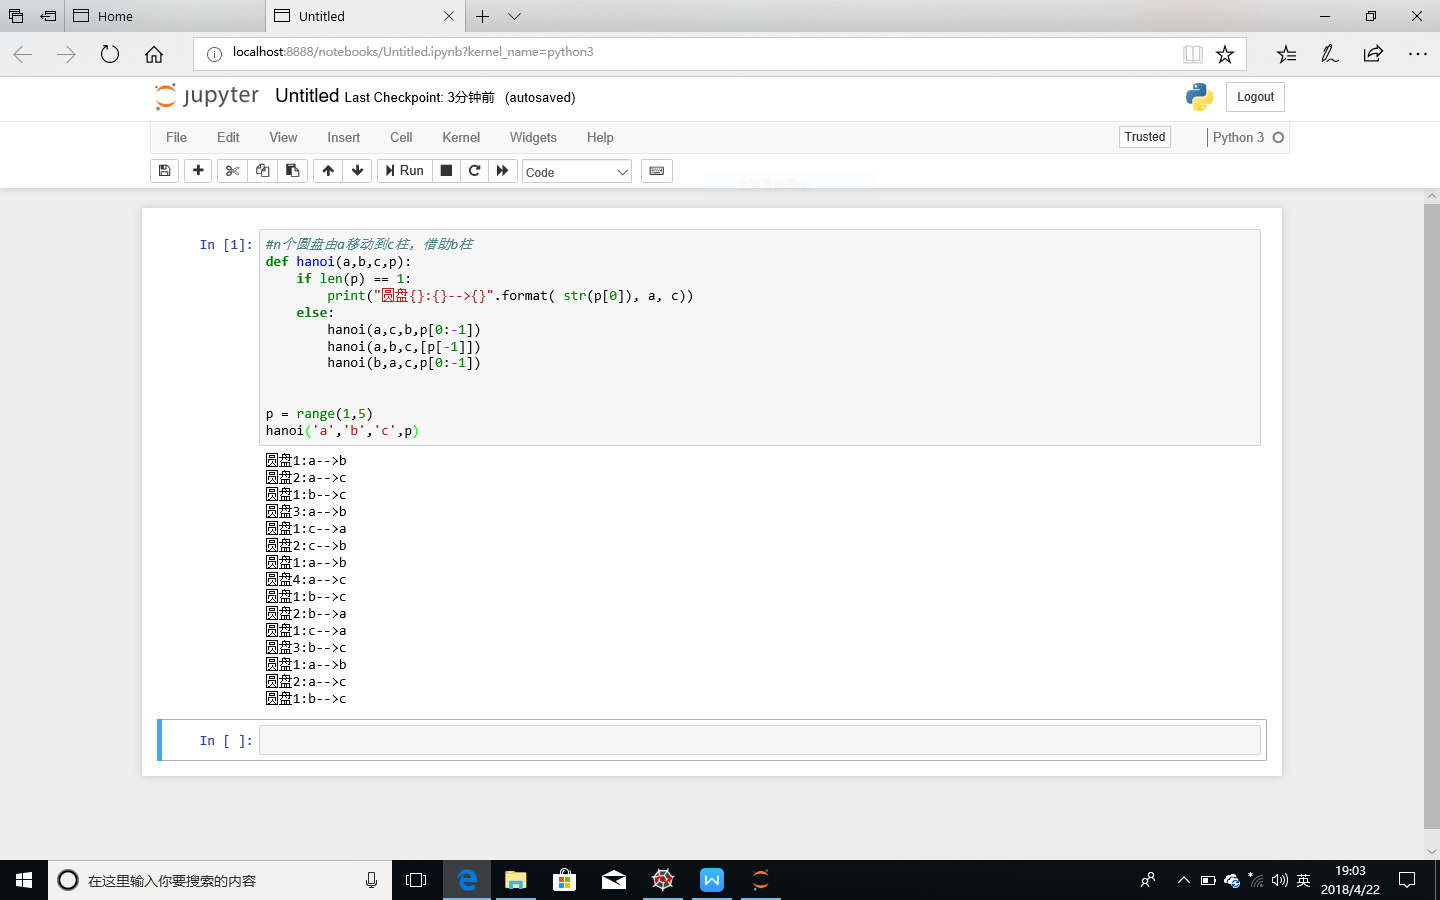 Home
Untitled
localhost:8888/notebooks/Untitled.ipynb?kernel_name=python3
jupyter Untitled Last Checkpoint: 3分钟前 (autosaved)
Logout
File Edit View Insert Cell Kernel Widgets Help
Trusted
Python 3
Run
Code
In [1]:
#n个圆盘由a移动到c柱，借助b柱
def hanoi(a,b,c,p):
    if len(p) == 1:
        print("圆盘{}:{}-->{}".format( str(p[0]), a, c))
    else:
        hanoi(a,c,b,p[0:-1])
        hanoi(a,b,c,[p[-1]])
        hanoi(b,a,c,p[0:-1])
p = range(1,5)
hanoi('a','b','c',p)
圆盘1:a-->b
圆盘2:a-->c
圆盘1:b-->c
圆盘3:a-->b
圆盘1:c-->a
圆盘2:c-->b
圆盘1:a-->b
圆盘4:a-->c
圆盘1:b-->c
圆盘2:b-->a
圆盘1:c-->a
圆盘3:b-->c
圆盘1:a-->b
圆盘2:a-->c
圆盘1:b-->c
In [ ]:
在这里输入你要搜索的内容
英
19:03
2018/4/22